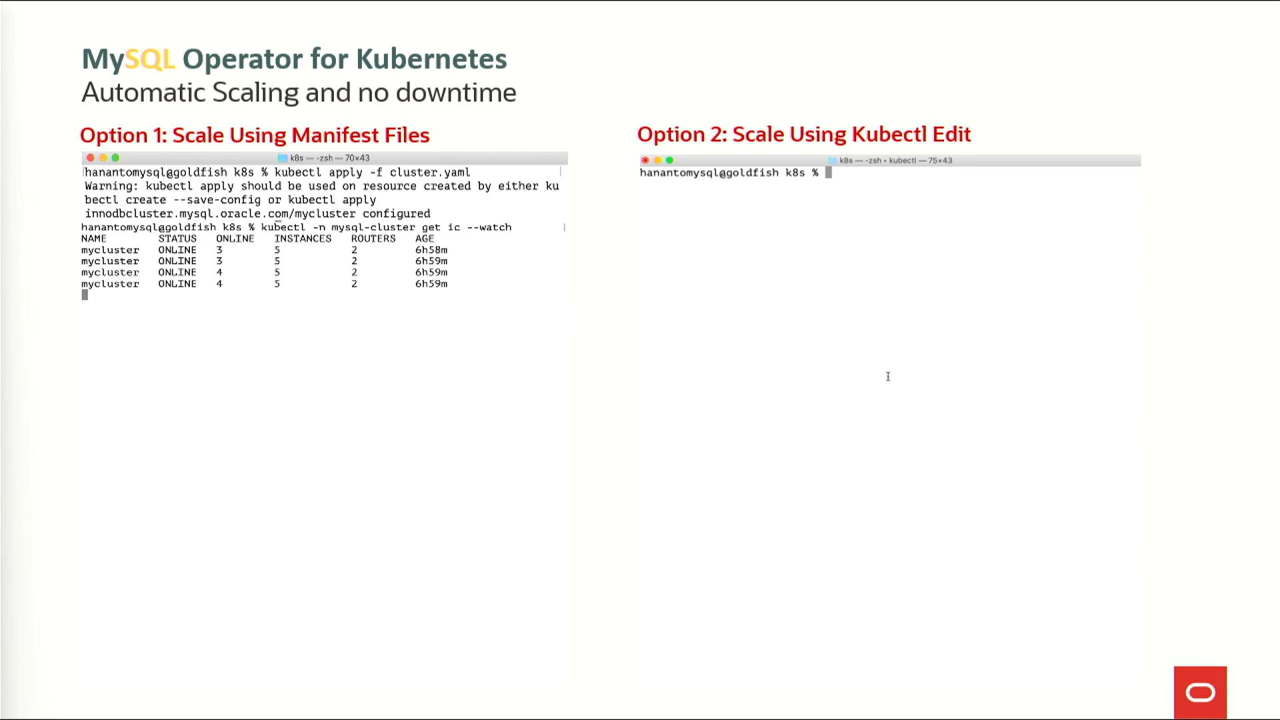 MySQL Operator for Kubernetes
Automatic Scaling and no downtime
Option 1: Scale Using Manifest Files
k8s — -zsh — 70×43
hanantomysql@goldfish k8s % kubectl apply -f cluster.yaml
Warning: kubectl apply should be used on resource created by either ku
bectl create --save-config or kubectl apply
innodbcluster.mysql.oracle.com/mycluster configured
hanantomysql@goldfish k8s % kubectl -n mysql-cluster get ic --watch
NAME STATUS ONLINE INSTANCES ROUTERS AGE
mycluster ONLINE 3 5 2 6h58m
mycluster ONLINE 3 5 2 6h59m
mycluster ONLINE 4 5 2 6h59m
mycluster ONLINE 4 5 2 6h59m
Option 2: Scale Using Kubectl Edit
k8s — -zsh • kubectl — 75×43
hanantomysql@goldfish k8s %